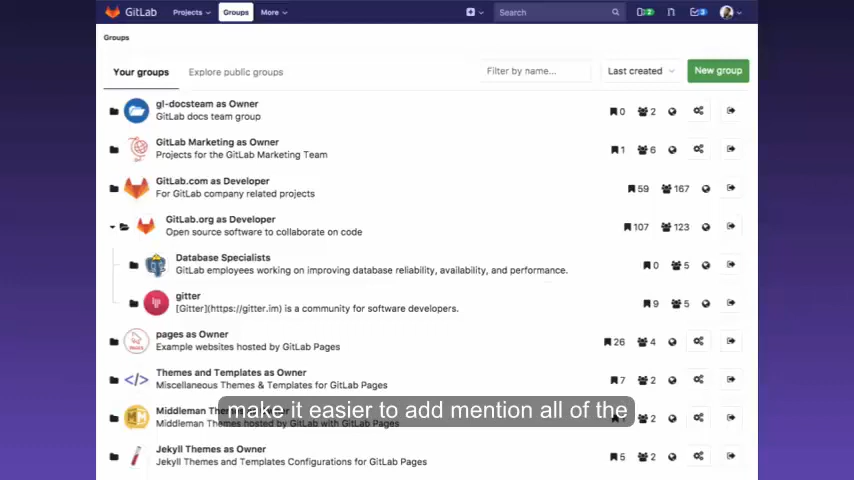 GitLab Projects Groups More Search 2 3
Groups
Your groups Explore public groups Filter by name... Last created New group
gl-docsteam as Owner
GitLab docs team group
0 2
GitLab Marketing as Owner
Projects for the GitLab Marketing Team
1 6
GitLab.com as Developer
For GitLab company related projects
59 167
GitLab.org as Developer
Open source software to collaborate on code
107 123
Database Specialists
GitLab employees working on improving database reliability, availability, and performance.
0 5
gitter
[Gitter](https://gitter.im) is a community for software developers.
9 5
pages as Owner
Example websites hosted by GitLab Pages
26 4
Themes and Templates as Owner
Miscellaneous Themes & Templates for GitLab Pages
7 2
make it easier to add mention all of the
Middleman
Middleman Themes hosted by GitLab with GitLab Pages
2
Jekyll Themes as Owner
Jekyll Themes and Templates Configurations for GitLab Pages
5 2